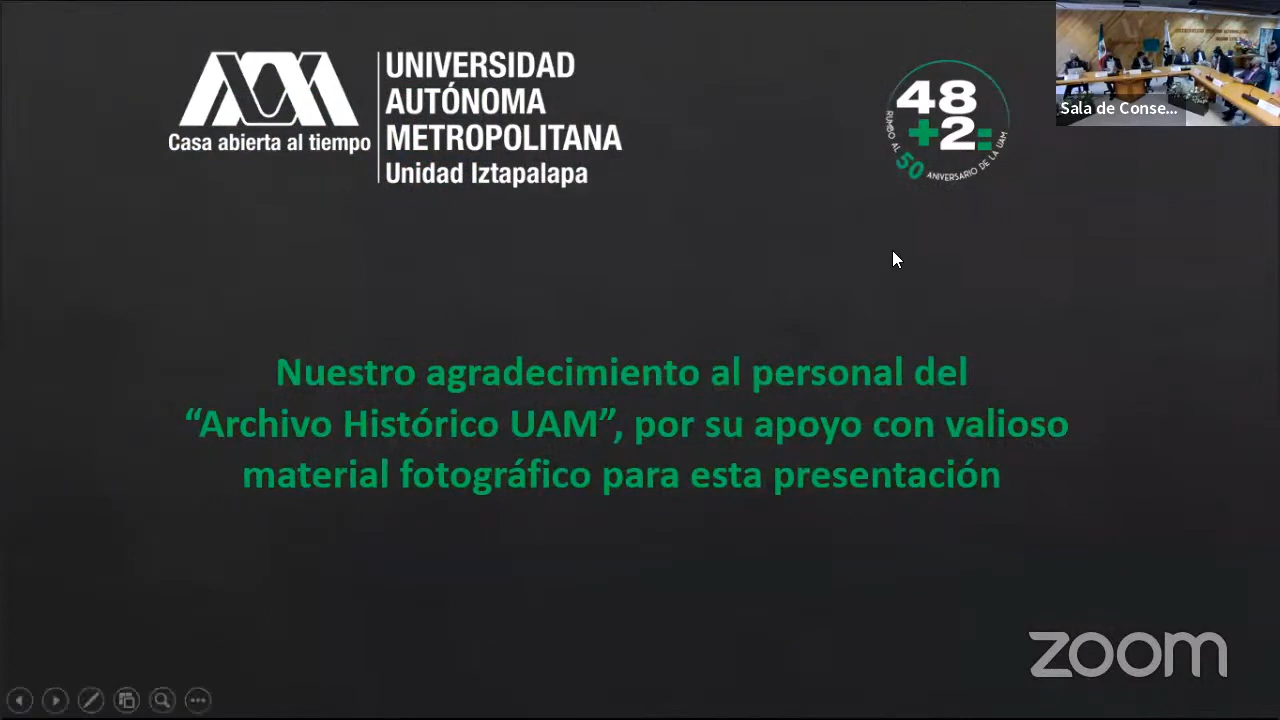 Casa abierta al tiempo
UNIVERSIDAD
AUTÓNOMA
METROPOLITANA
Unidad Iztapalapa
48
+2=
RUMBO AL 50 ANIVERSARIO DE LA UAM
Sala de Conse...
Nuestro agradecimiento al personal del
“Archivo Histórico UAM”, por su apoyo con valioso
material fotográfico para esta presentación
zoom